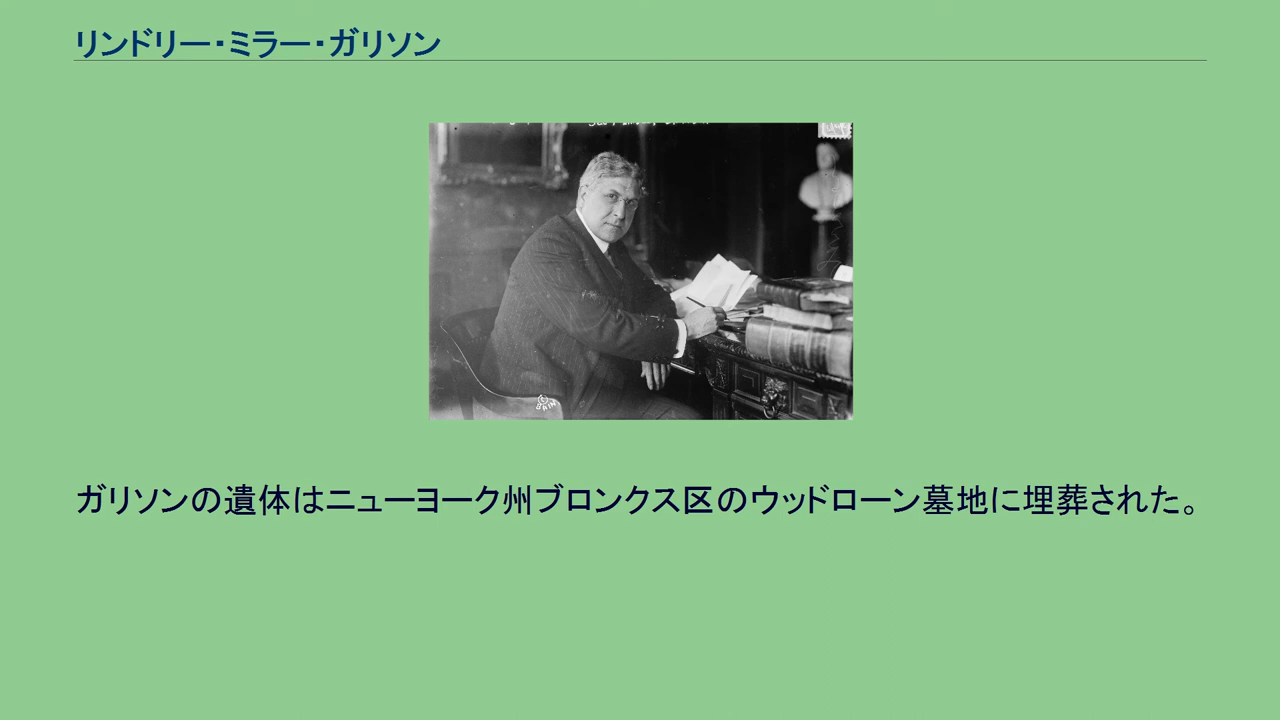 リンドリー・ミラー・ガリソン
ガリソンの遺体はニューヨーク州ブロンクス区のウッドローン墓地に埋葬された。